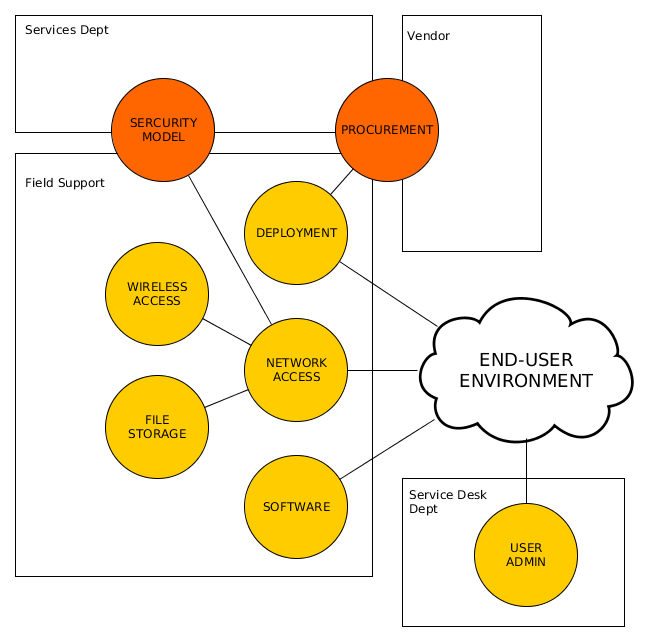 Services Dept
Vendor
SERCURITY
MODEL
PROCUREMENT
Field Support
DEPLOYMENT
WIRELESS
ACCESS
NETWORK
ACCESS
END-USER
ENVIRONMENT
FILE
STORAGE
SOFTWARE
Service Desk
Dept
USER
ADMIN